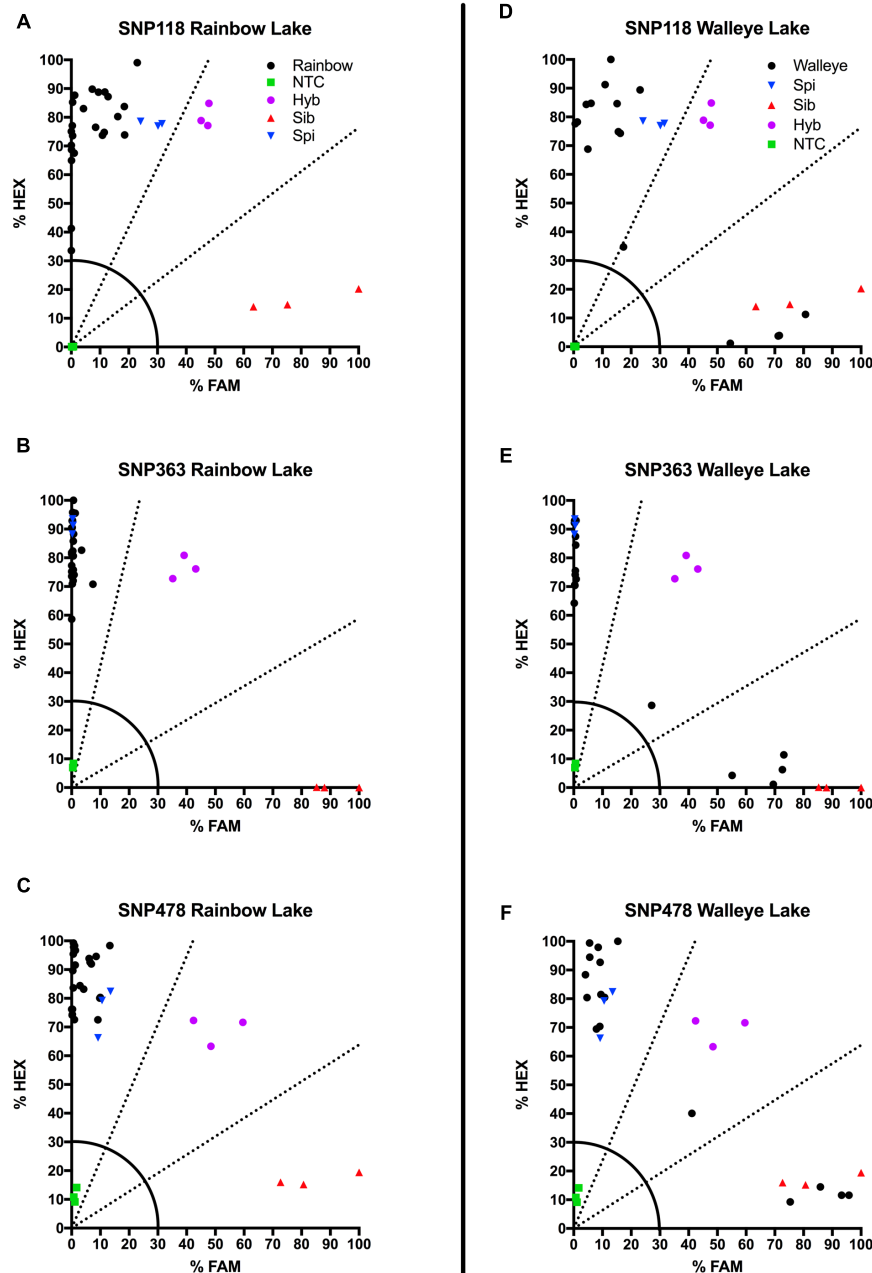 A
SNP118 Rainbow Lake
100
90
80
70
60
50
40
30
20
10
0
% HEX
0 10 20 30 40 50 60 70 80 90 100
% FAM
Rainbow
NTC
Hyb
Sib
Spi
B
SNP363 Rainbow Lake
100
90
80
70
60
50
40
30
20
10
0
% HEX
0 10 20 30 40 50 60 70 80 90 100
% FAM
C
SNP478 Rainbow Lake
100
90
80
70
60
50
40
30
20
10
0
% HEX
0 10 20 30 40 50 60 70 80 90 100
% FAM
D
SNP118 Walleye Lake
100
90
80
70
60
50
40
30
20
10
0
% HEX
0 10 20 30 40 50 60 70 80 90 100
% FAM
Walleye
Spi
Sib
Hyb
NTC
E
SNP363 Walleye Lake
100
90
80
70
60
50
40
30
20
10
0
% HEX
0 10 20 30 40 50 60 70 80 90 100
% FAM
F
SNP478 Walleye Lake
100
90
80
70
60
50
40
30
20
10
0
% HEX
0 10 20 30 40 50 60 70 80 90 100
% FAM